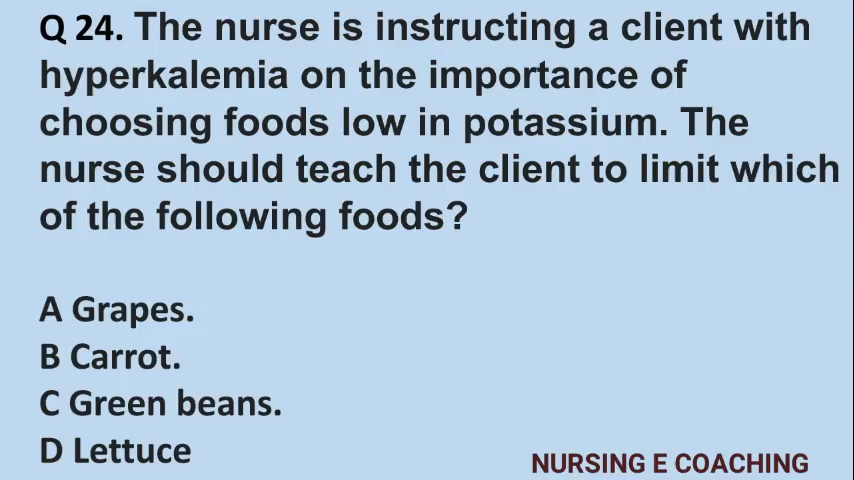 Q 24. The nurse is instructing a client with
hyperkalemia on the importance of
choosing foods low in potassium. The
nurse should teach the client to limit which
of the following foods?
A Grapes.
B Carrot.
C Green beans.
D Lettuce
NURSING E COACHING